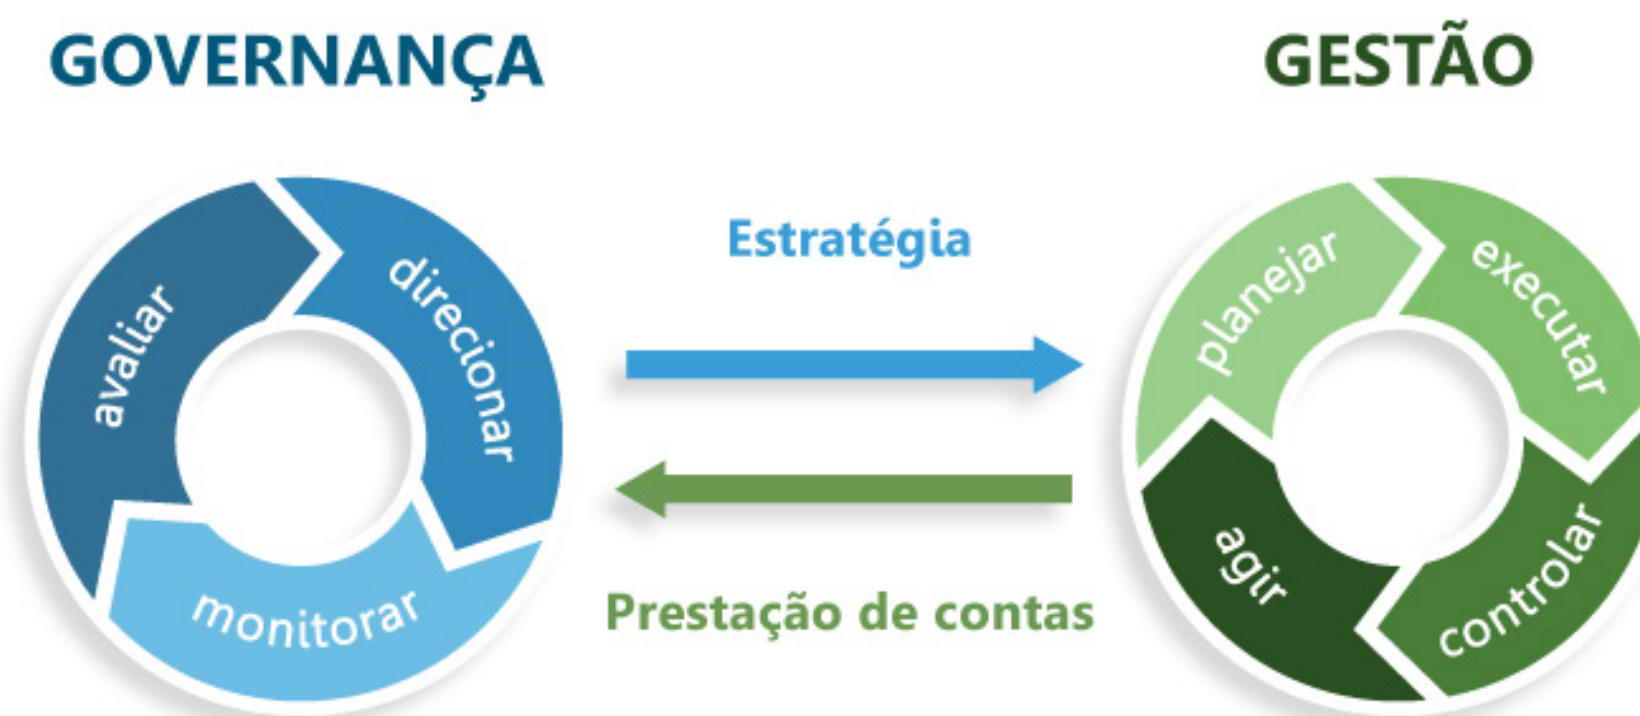 GOVERNANÇA
GESTÃO
avaliar
direcionar
monitorar
Estratégia
Prestação de contas
planejar
executar
controlar
agir